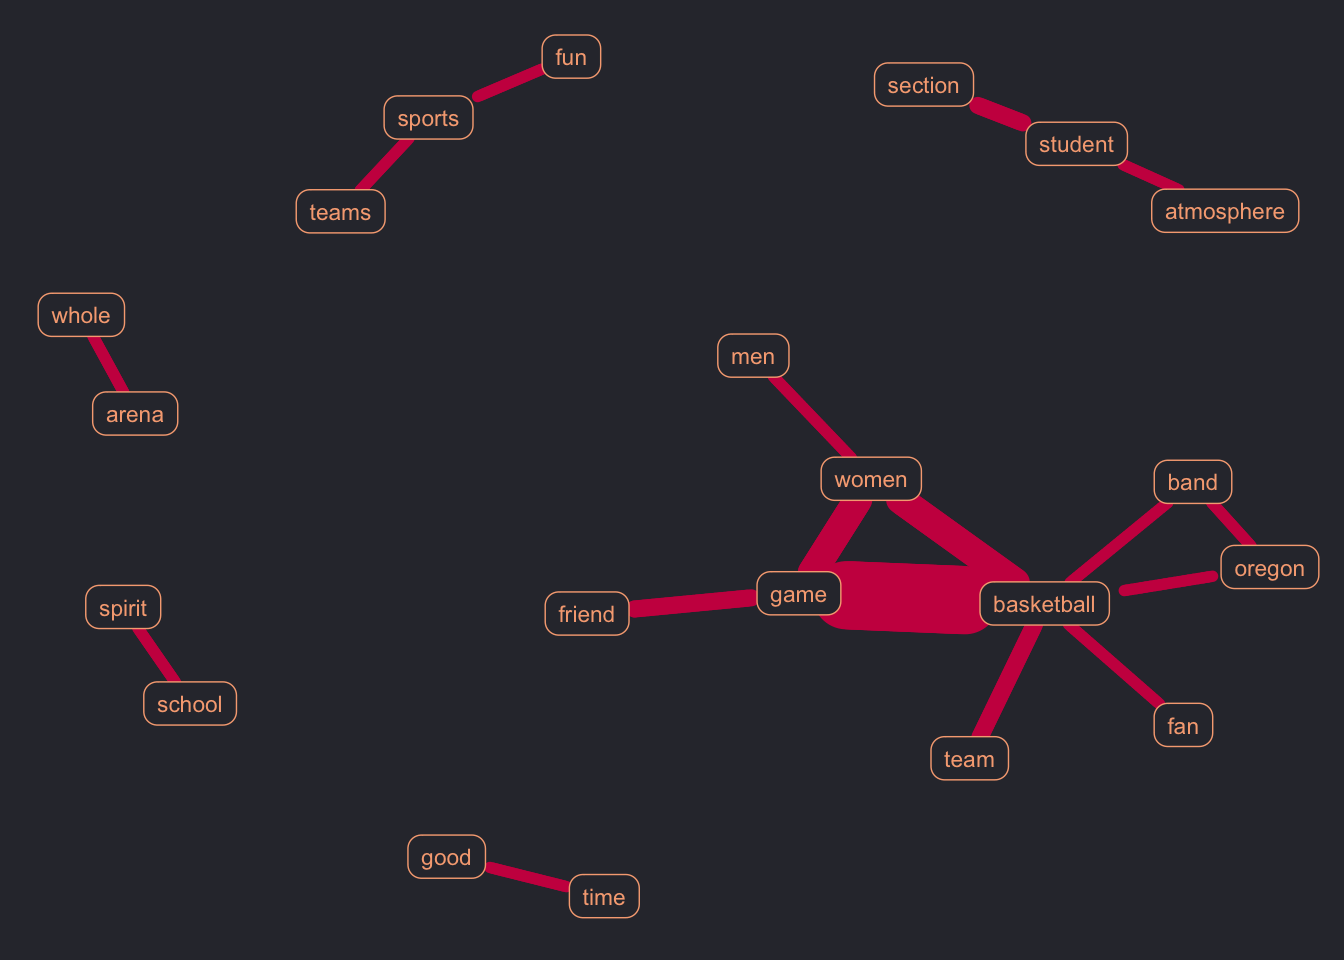 fun
section
sports
student
teams
atmosphere
whole
men
arena
women
band
oregon
game
basketball
spirit
friend
school
fan
team
good
time